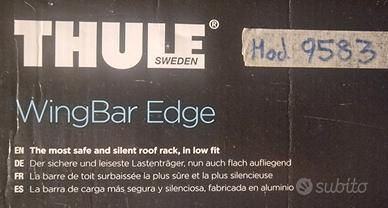 THULE®
SWEDEN
Mod. 9583
WingBar Edge
EN The most safe and silent roof rack, in low fit
DE Der sichere und leiseste Lastenträger, nun auch flach aufliegend
FR La barre de toit surbaissée la plus sûre et la plus silencieuse
ES La barra de carga más segura y silenciosa, fabricada en aluminio
subito